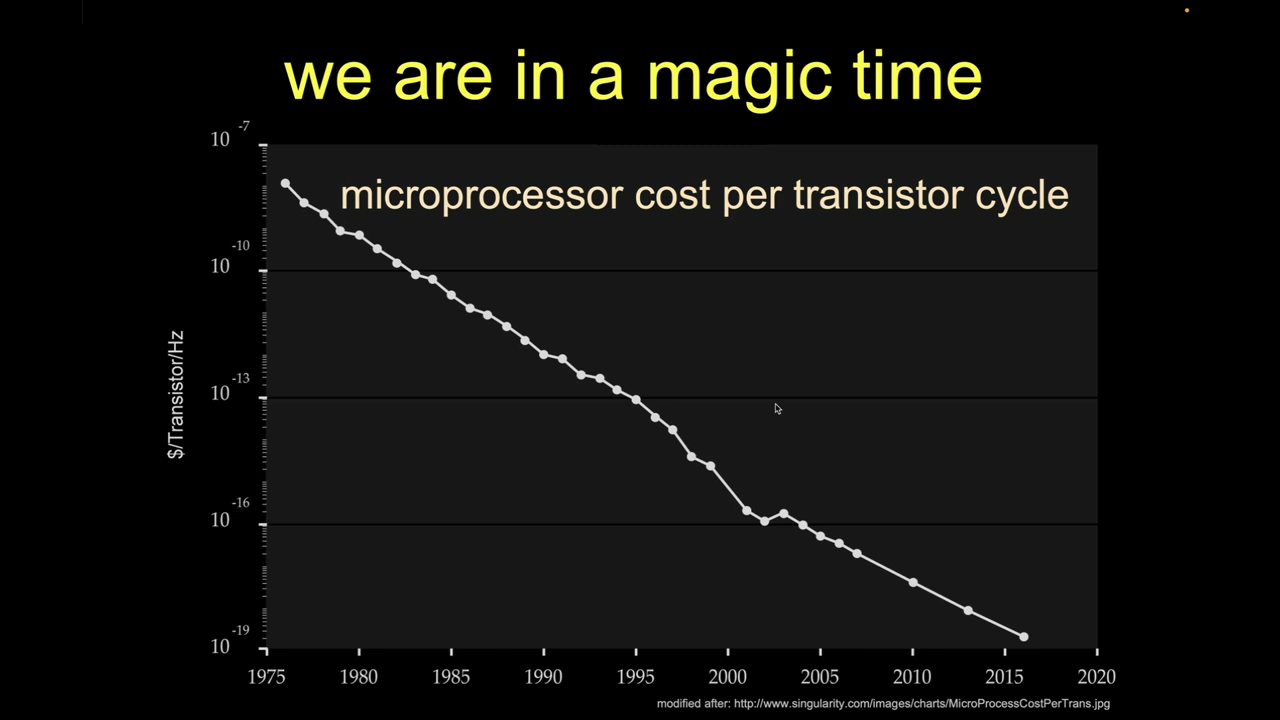 we are in a magic time
microprocessor cost per transistor cycle
$/Transistor/Hz
10 -7
10 -10
10 -13
10 -16
10 -19
1975 1980 1985 1990 1995 2000 2005 2010 2015 2020
modified after: http://www.singularity.com/images/charts/MicroProcessCostPerTrans.jpg